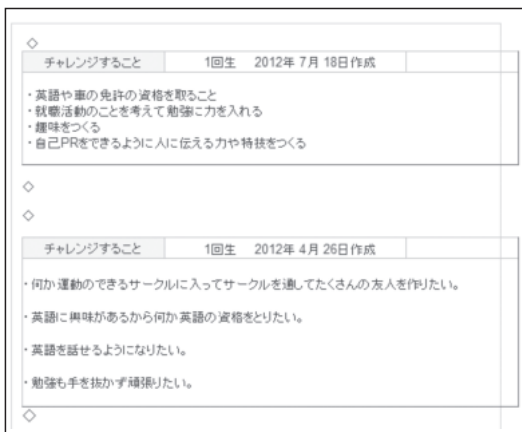 チャレンジすること 1回生 2012年 7月 18日作成
・英語や車の免許の資格を取ること
・就職活動のことを考えて勉強に力を入れる
・趣味をつくる
・自己PRをできるように人に伝える力や特技をつくる
チャレンジすること 1回生 2012年 4月 26日作成
・何か運動のできるサークルに入ってサークルを通してたくさんの友人を作りたい。
・英語に興味があるから何か英語の資格をとりたい。
・英語を話せるようになりたい。
・勉強も手を抜かず頑張りたい。